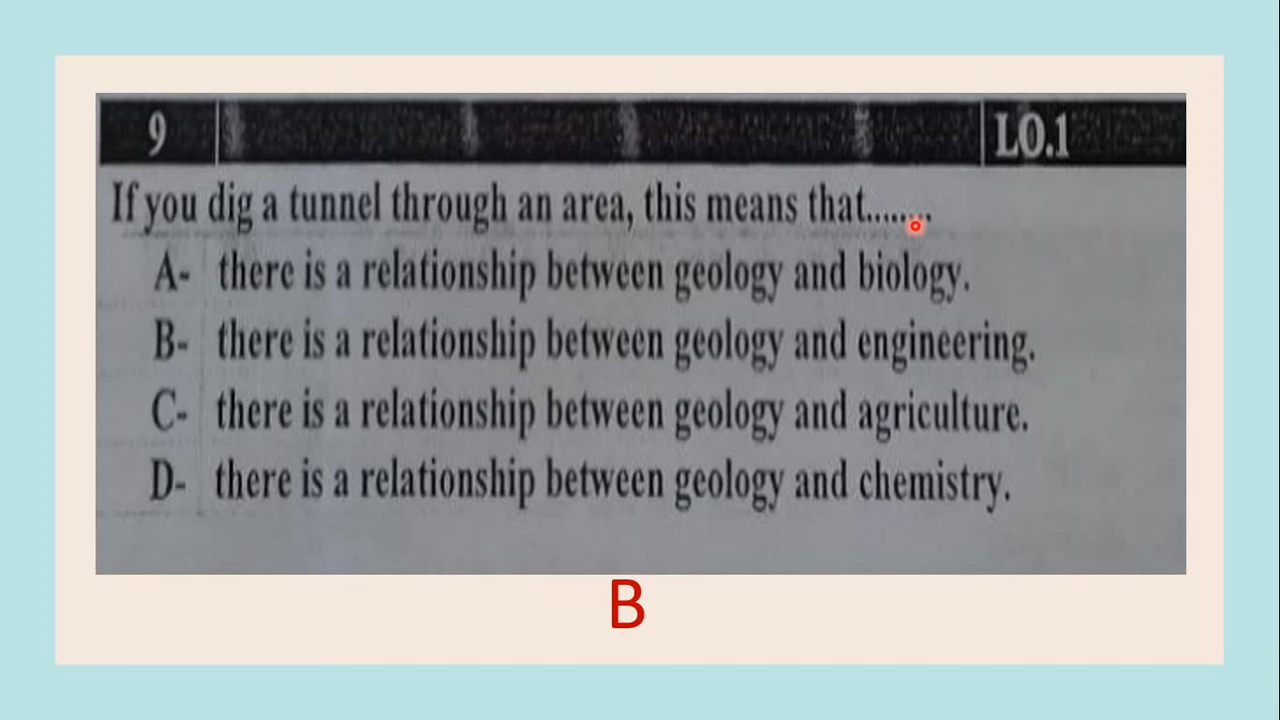 9 LO.1
If you dig a tunnel through an area, this means that........
A- there is a relationship between geology and biology.
B- there is a relationship between geology and engineering.
C- there is a relationship between geology and agriculture.
D- there is a relationship between geology and chemistry.
B